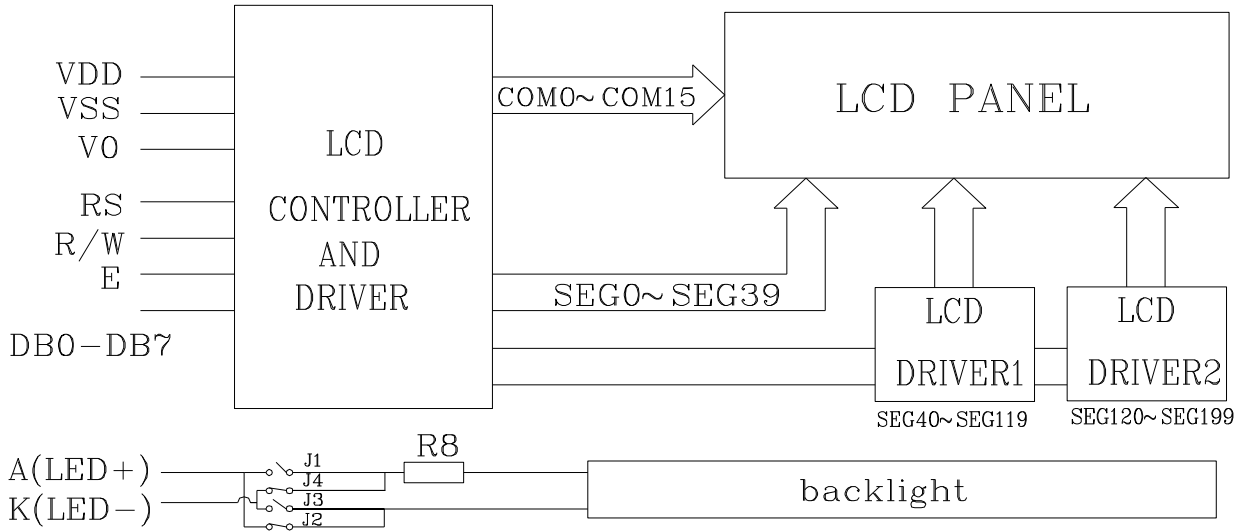 VDD
VSS
V0
RS
R/W
E
DB0-DB7
LCD
CONTROLLER
AND
DRIVER
COM0~COM15
LCD PANEL
SEG0~SEG39
LCD
DRIVER1
SEG40~SEG119
LCD
DRIVER2
SEG120~SEG199
A(LED+)
K(LED-)
J1
J4
J3
J2
R8
backlight